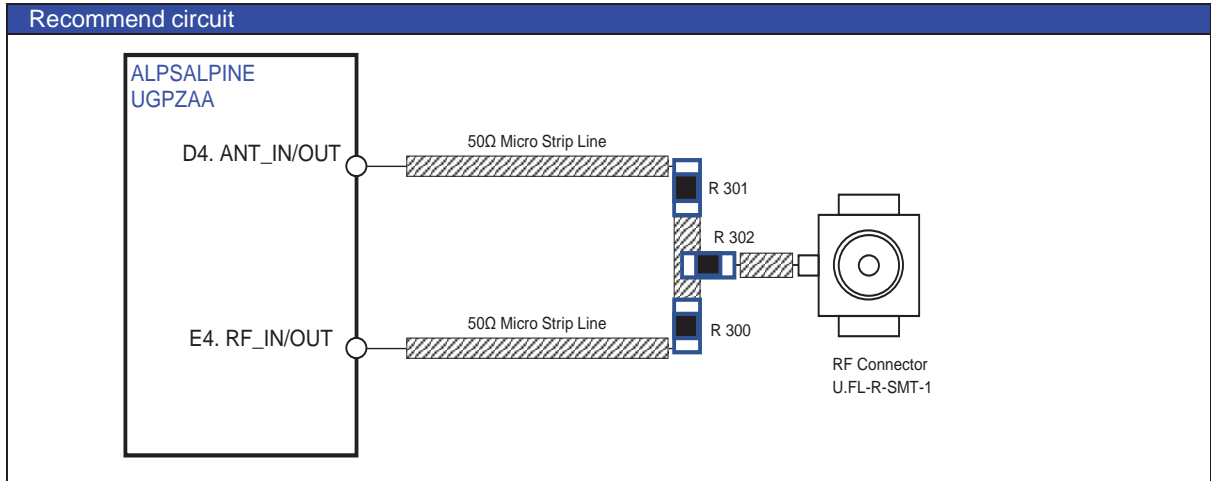 Recommend circuit
ALPSALPINE
UGPZAA
D4. ANT_IN/OUT
50Ω Micro Strip Line
R 301
R 302
E4. RF_IN/OUT
50Ω Micro Strip Line
R 300
RF Connector
U.FL-R-SMT-1